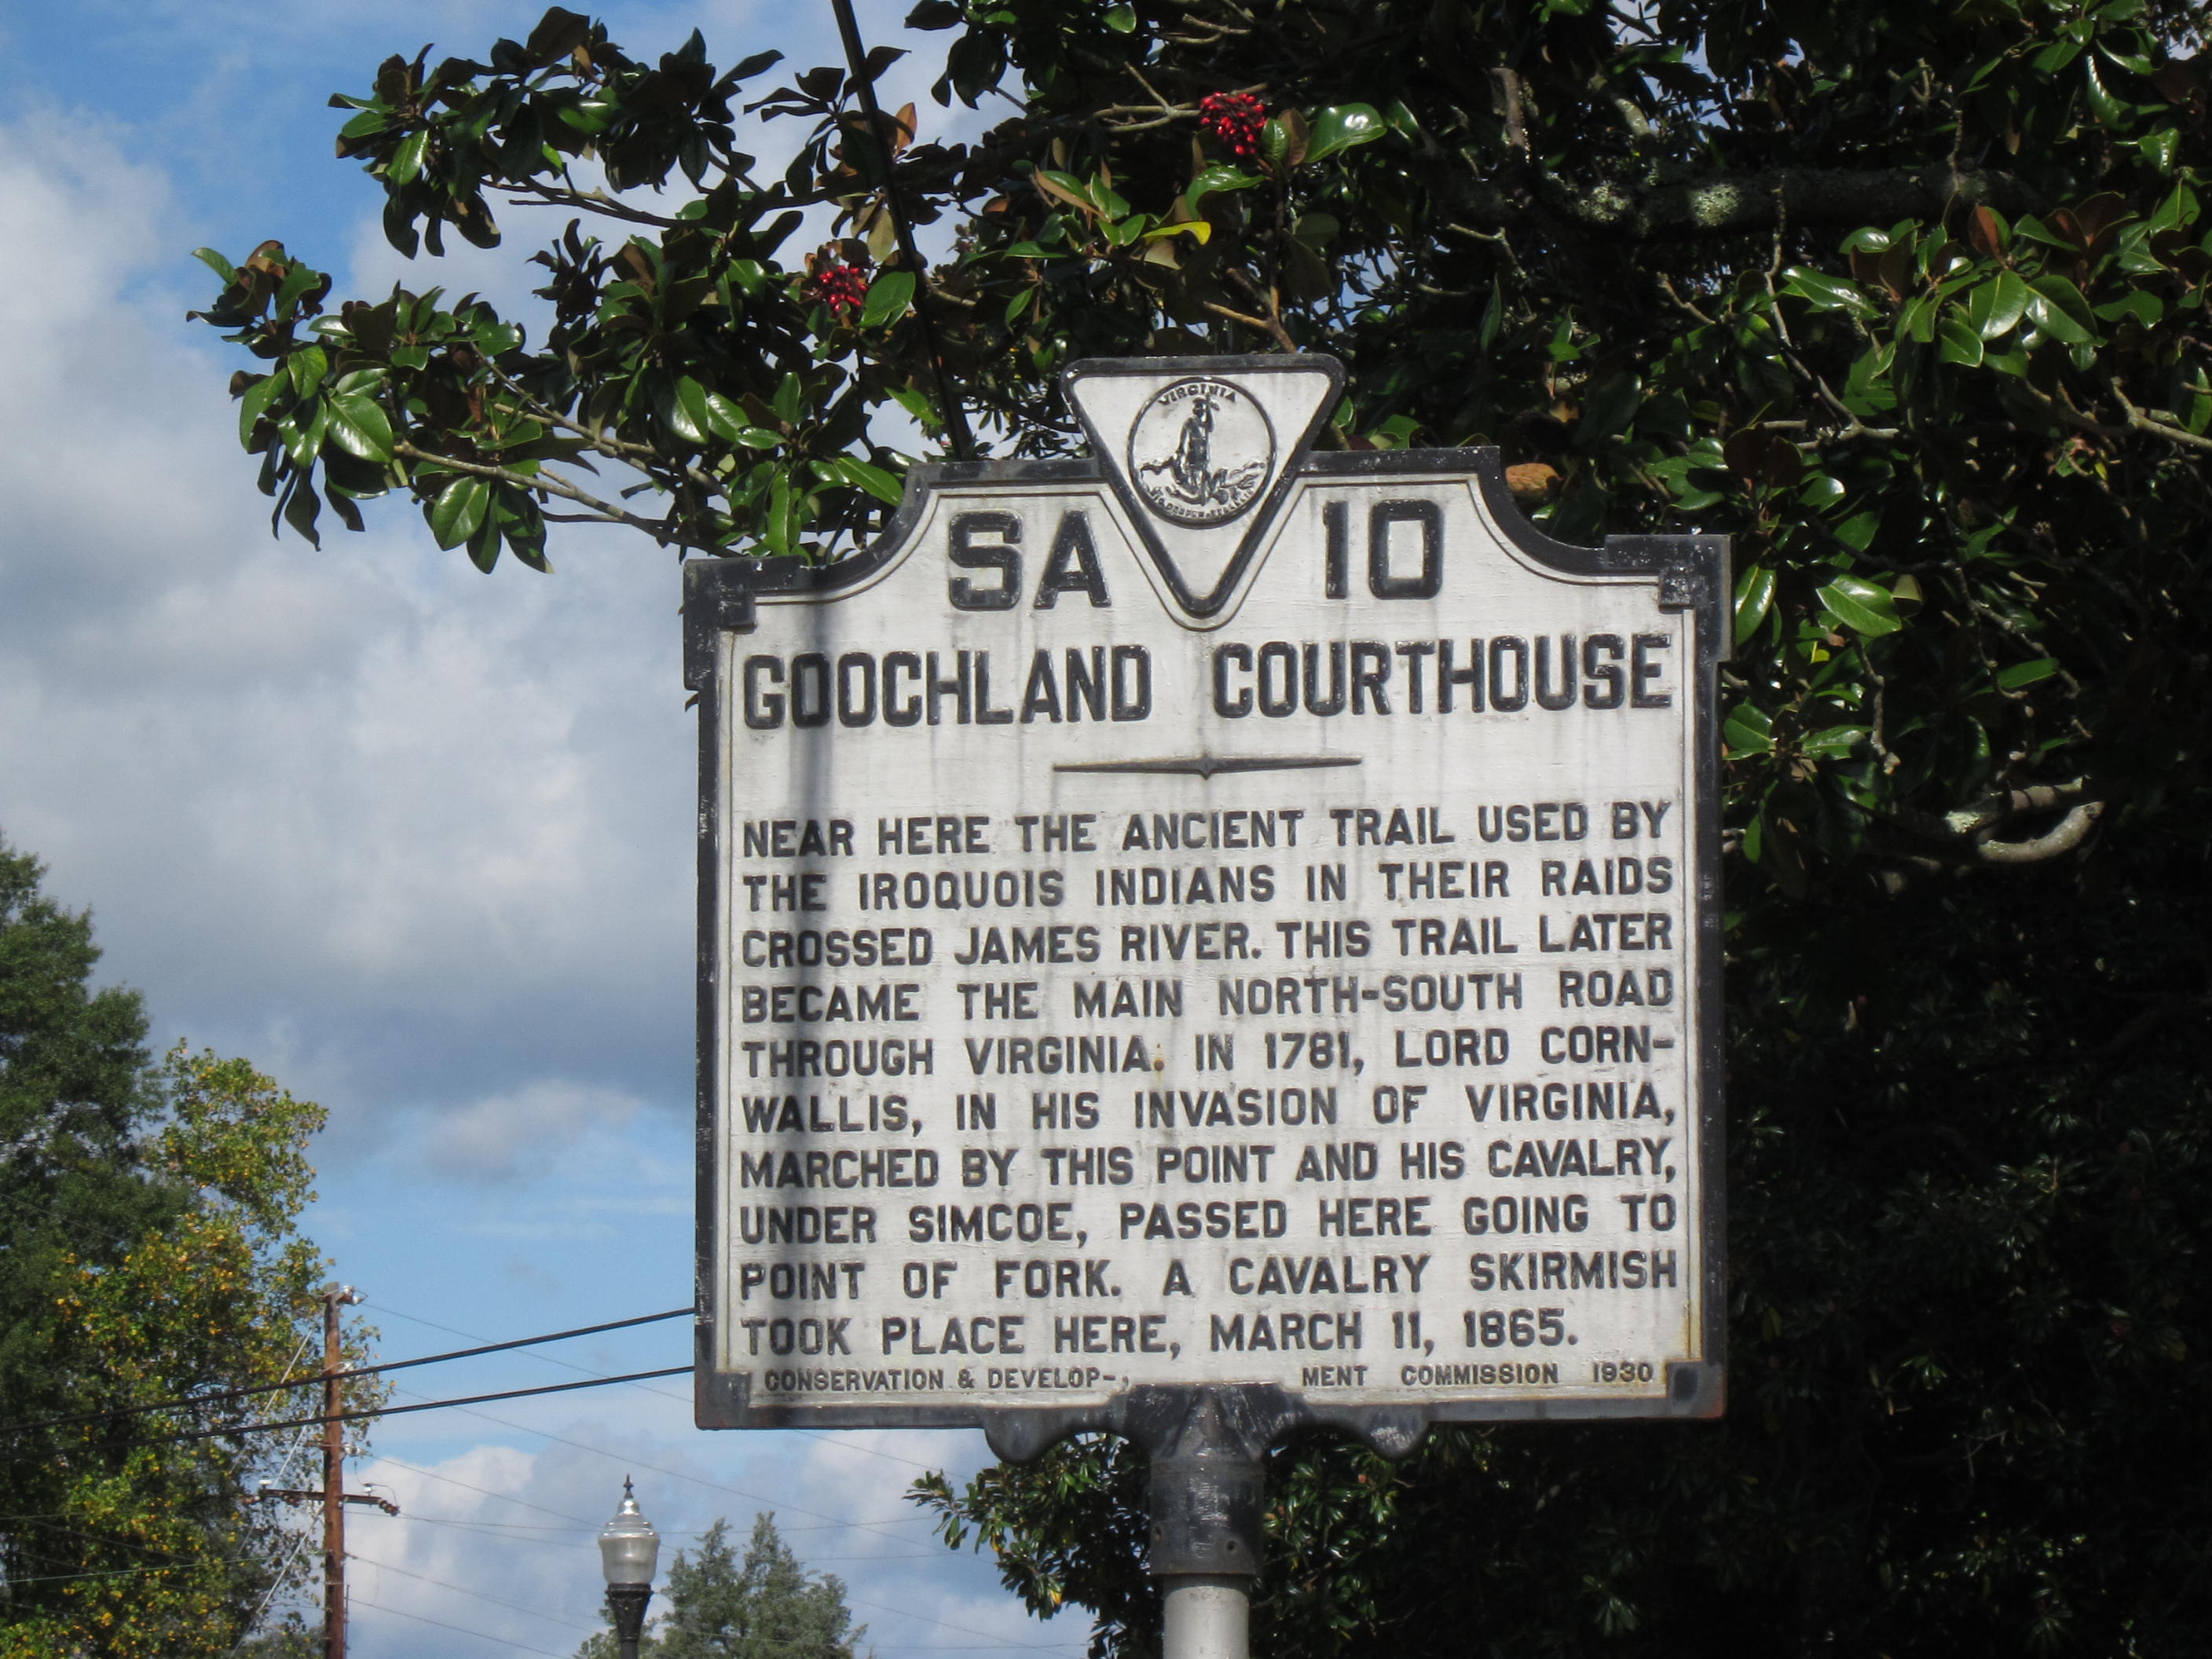 VIRGINIA
SA 10
GOOCHLAND COURTHOUSE
NEAR HERE THE ANCIENT TRAIL USED BY
THE IROQUOIS INDIANS IN THEIR RAIDS
CROSSED JAMES RIVER. THIS TRAIL LATER
BECAME THE MAIN NORTH-SOUTH ROAD
THROUGH VIRGINIA. IN 1781, LORD CORN-
WALLIS, IN HIS INVASION OF VIRGINIA,
MARCHED BY THIS POINT AND HIS CAVALRY,
UNDER SIMCOE, PASSED HERE GOING TO
POINT OF FORK. A CAVALRY SKIRMISH
TOOK PLACE HERE, MARCH 11, 1865.
CONSERVATION & DEVELOP-, MENT COMMISSION 1930